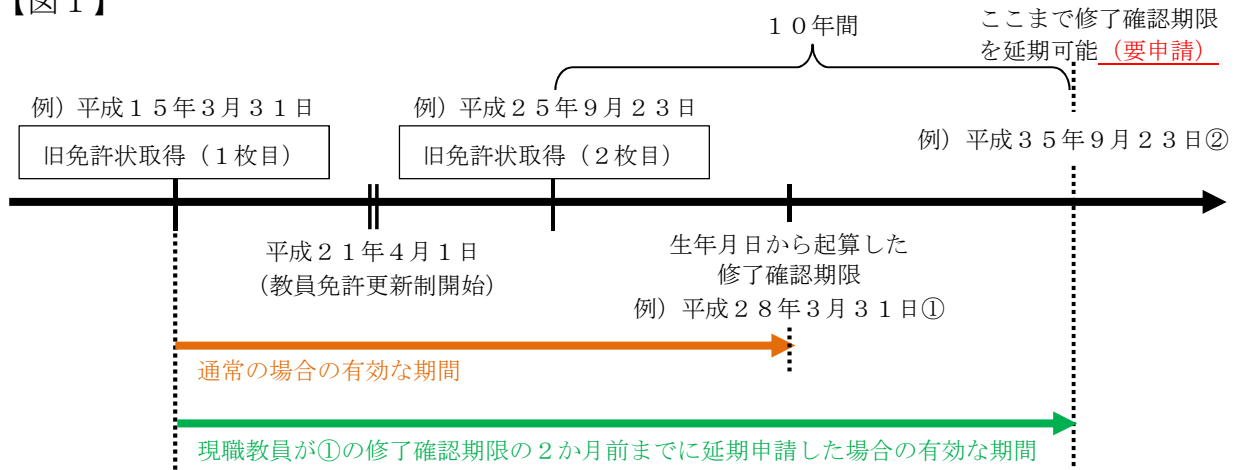 【図１】
１０年間
ここまで修了確認期限
を延期可能（要申請）
例）平成１５年３月３１日
旧免許状取得（１枚目）
例）平成２５年９月２３日
旧免許状取得（２枚目）
例）平成３５年９月２３日②
平成２１年４月１日
（教員免許更新制開始）
生年月日から起算した
修了確認期限
例）平成２８年３月３１日①
通常の場合の有効な期間
現職教員が①の修了確認期限の２か月前までに延期申請した場合の有効な期間